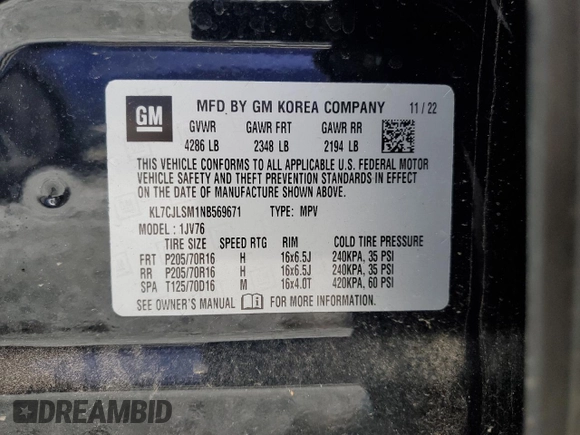 GM MFD BY GM KOREA COMPANY 11/22
GVWR GAWR FRT GAWR RR
4286 LB 2348 LB 2194 LB
THIS VEHICLE CONFORMS TO ALL APPLICABLE U.S. FEDERAL MOTOR
VEHICLE SAFETY AND THEFT PREVENTION STANDARDS IN EFFECT
ON THE DATE OF MANUFACTURE SHOWN ABOVE.
KL7CJLSM1NB569671 TYPE: MPV
MODEL: 1JV76
TIRE SIZE SPEED RTG RIM COLD TIRE PRESSURE
FRT P205/70R16 H 16x6.5J 240KPA, 35 PSI
RR P205/70R16 H 16x6.5J 240KPA, 35 PSI
SPA T125/70D16 M 16x4.0T 420KPA, 60 PSI
SEE OWNER'S MANUAL FOR MORE INFORMATION.
DREAMBID